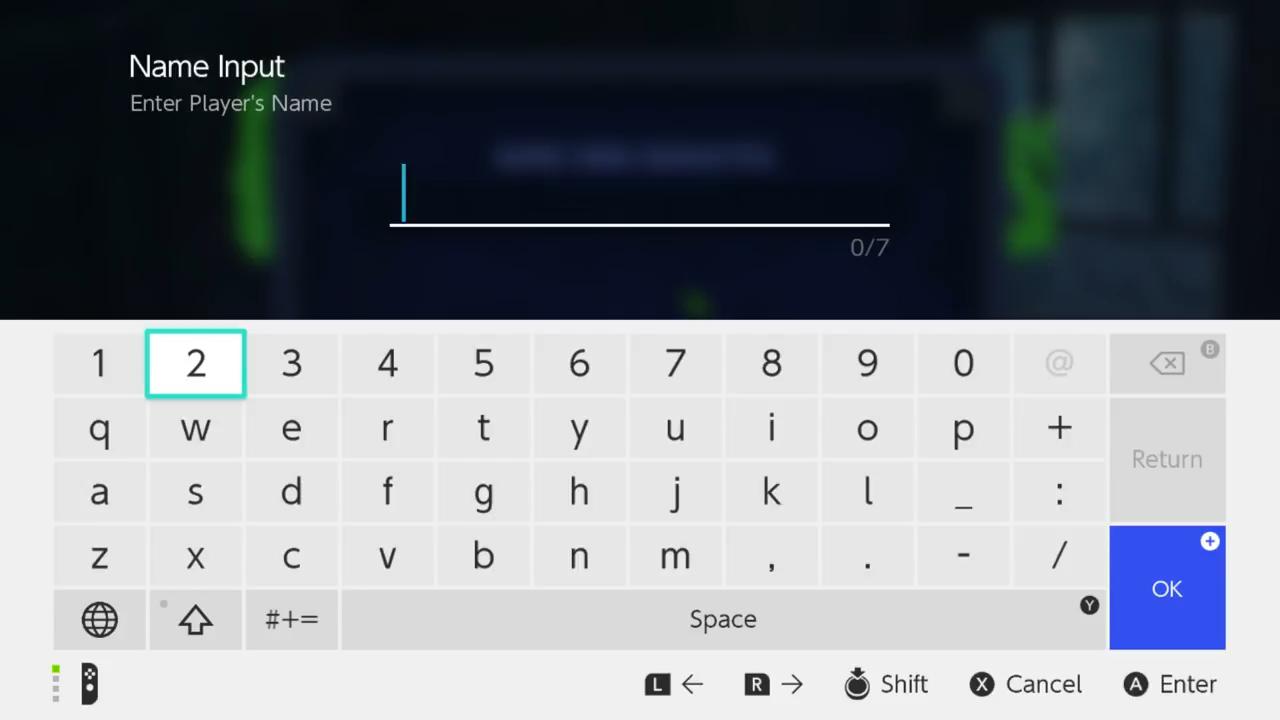 Name Input
Enter Player's Name
0/7
1 2 3 4 5 6 7 8 9 0 @ B
q w e r t y u i o p +
Return
a s d f g h j k l _ :
z x c v b n m , . - /
OK
#+= Space Y
L ← R → Shift X Cancel A Enter